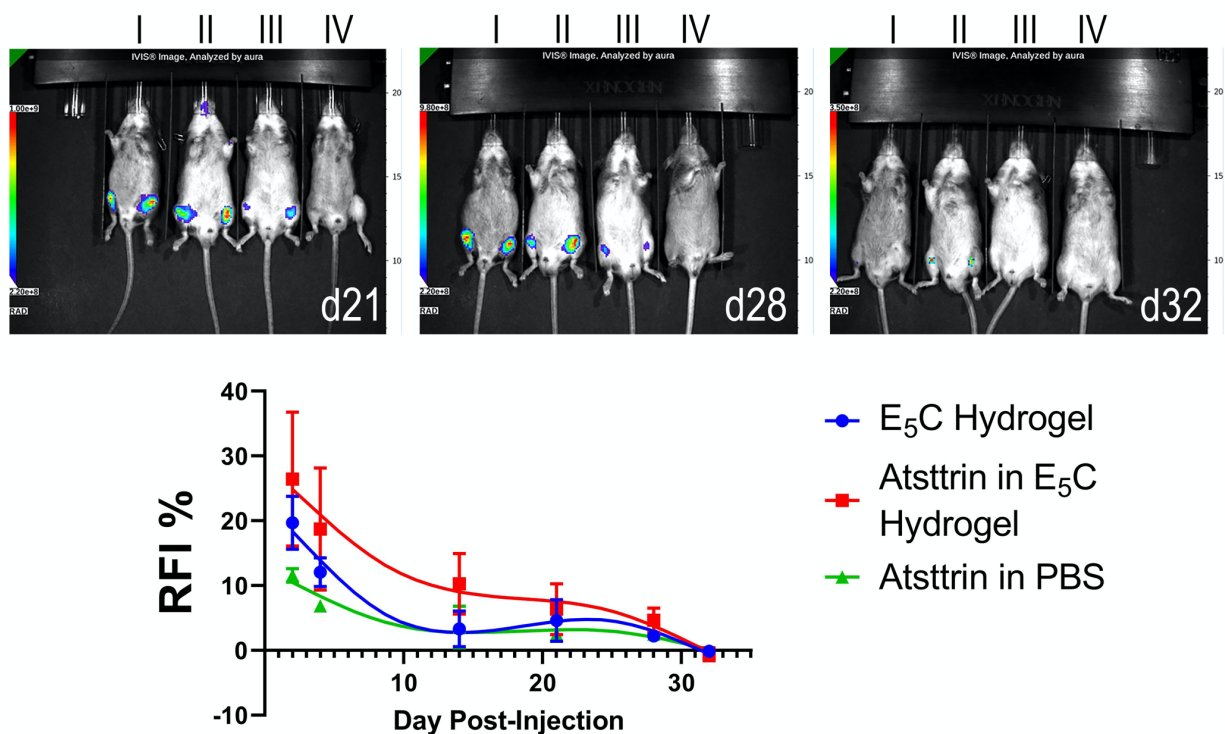 I II III IV
I II III IV
I II III IV
IVIS® Image, Analyzed by aura
IVIS® Image, Analyzed by aura
IVIS® Image, Analyzed by aura
1.00e+9
20
15
10
2.20e+8
RAD
d21
9.80e+8
20
15
10
2.20e+8
RAD
d28
3.50e+8
20
15
10
2.20e+8
RAD
d32
RFI %
40
30
20
10
0
-10
10 20 30
Day Post-Injection
E₅C Hydrogel
Atsttrin in E₅C
Hydrogel
Atsttrin in PBS